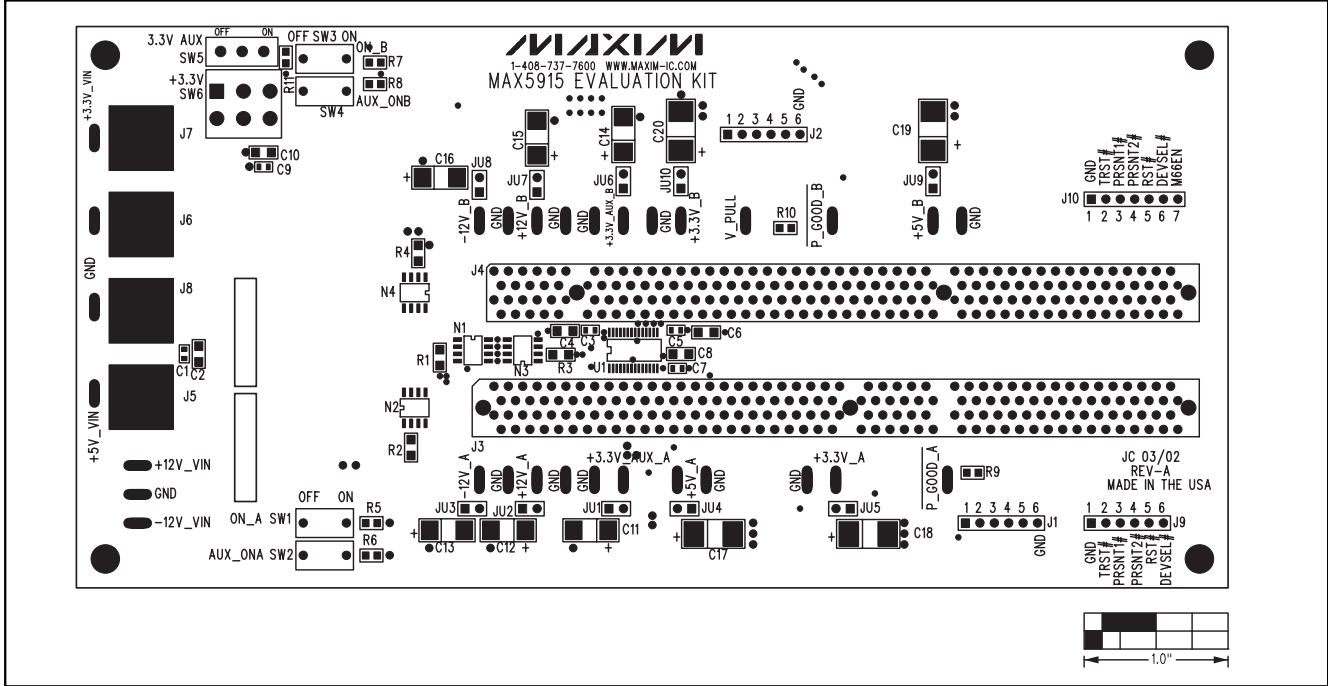 3.3V AUX
OFF ON
SW5
OFF SW3 ON
ON_B
R7
R11
R8
AUX_ONB
SW4
+3.3V
SW6
+3.3V_VIN
J7
C10
C9
MAXIM
1-408-737-7600 WWW.MAXIM-IC.COM
MAX5915 EVALUATION KIT
C16
+
JU8
C15
+
JU7
C14
+
JU6
C20
+
JU10
1 2 3 4 5 6
GND
J2
C19
+
JU9
GND
TRST#
PRSNT1#
PRSNT2#
RST#
DEVSEL#
M66EN
J10
1 2 3 4 5 6 7
-12V_B
GND
+12V_B
GND
GND
+3.3V_AUX_B
GND
+3.3V_B
V_PULL
R10
P_GOOD_B
+5V_B
GND
J6
GND
R4
J4
N4
J8
N1
N3
C4
C3
R3
U1
C5
C6
C8
C7
R1
C1
C2
J5
N2
R2
J3
+5V_VIN
+12V_VIN
GND
-12V_VIN
-12V_A
GND
+12V_A
GND
GND
+3.3V_AUX_A
+5V_A
GND
GND
+3.3V_A
P_GOOD_A
R9
JC 03/02
REV-A
MADE IN THE USA
OFF ON
ON_A SW1
R5
AUX_ONA SW2
R6
JU3
+
C13
JU2
C12
+
JU1
C11
+
JU4
+
C17
JU5
+
C18
1 2 3 4 5 6
J1
GND
1 2 3 4 5 6
J9
GND
TRST#
PRSNT1#
PRSNT2#
RST#
DEVSEL#
1.0"